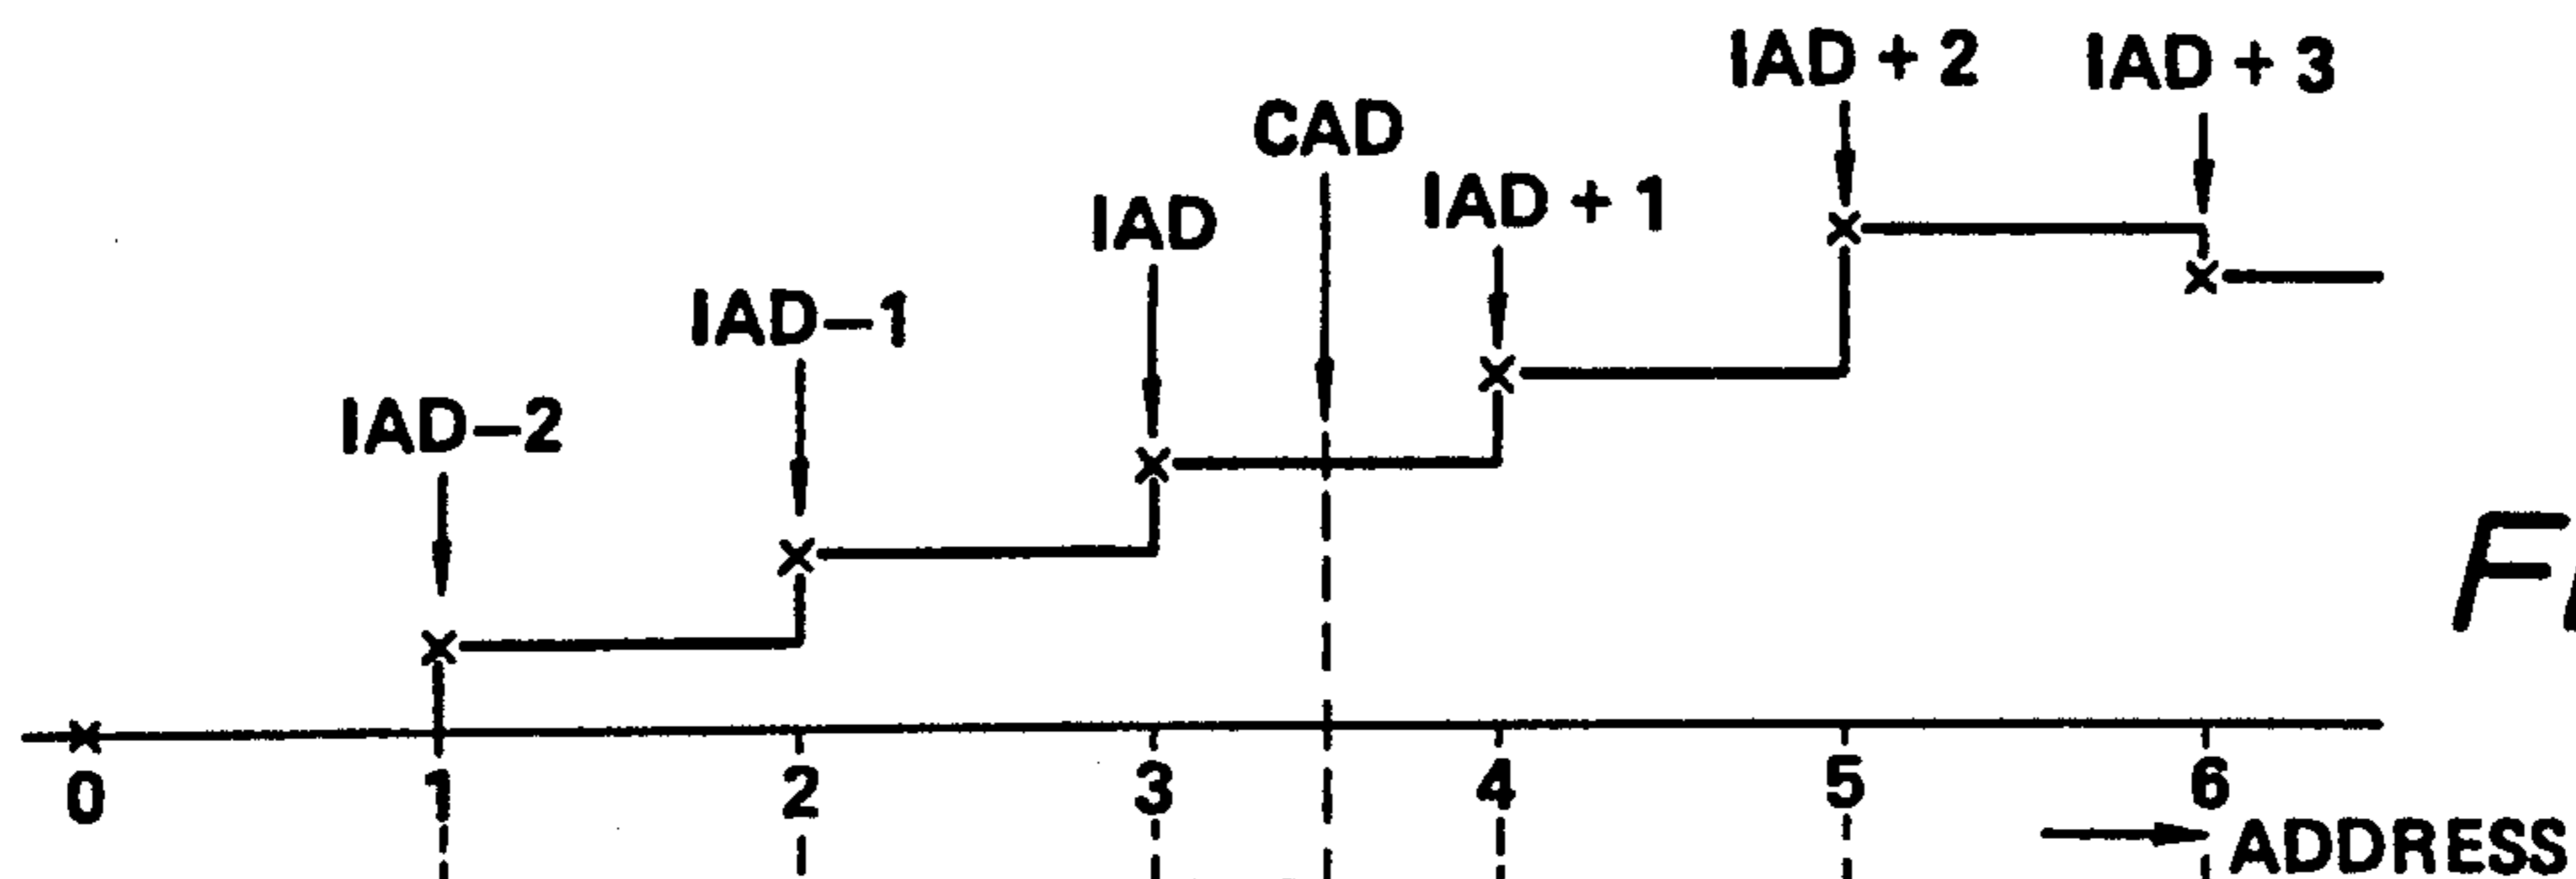 IAD + 2
IAD + 3
CAD
IAD + 1
IAD
IAD–1
IAD–2
0
1
2
3
4
5
6
ADDRESS